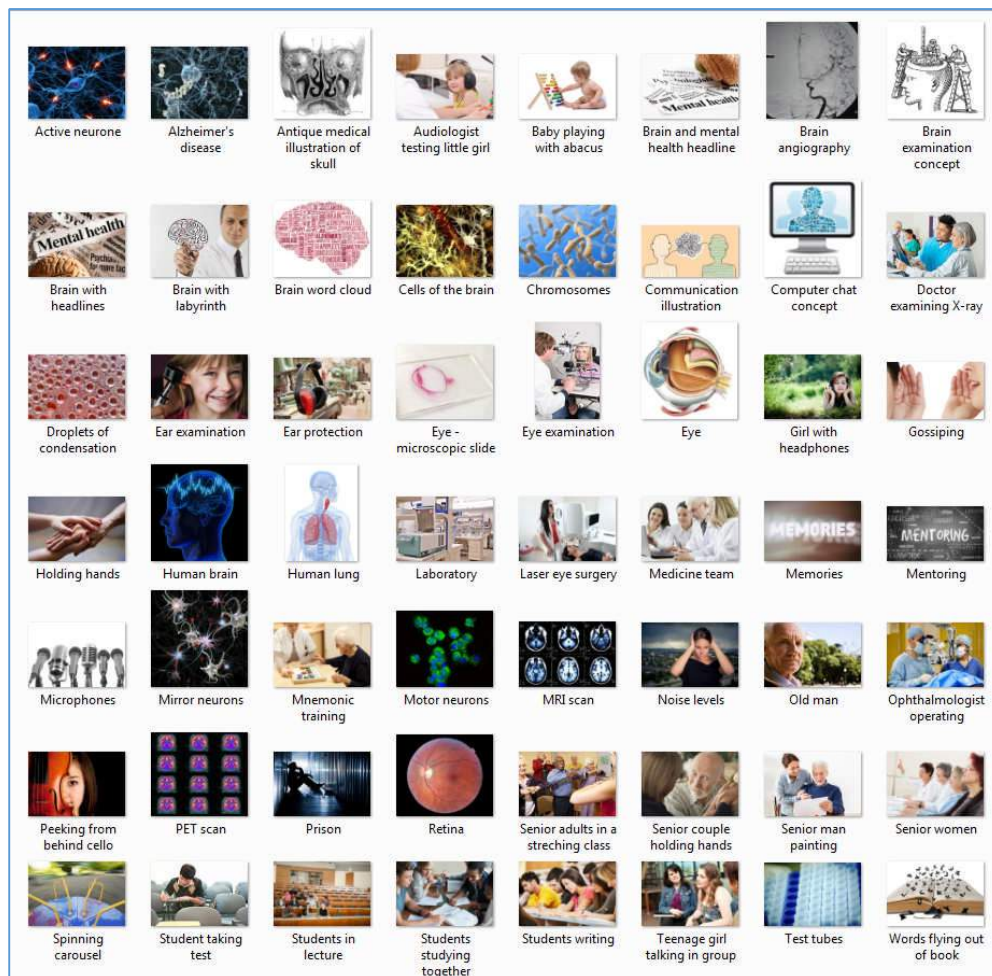 Active neurone
Alzheimer's
disease
Antique medical
illustration of
skull
Audiologist
testing little girl
Baby playing
with abacus
Mental health
Brain and mental
health headline
Brain
angiography
Brain
examination
concept
Mental health
Brain with
headlines
Brain with
labyrinth
Brain word cloud
Cells of the brain
Chromosomes
Communication
illustration
Computer chat
concept
Doctor
examining X-ray
Droplets of
condensation
Ear examination
Ear protection
Eye -
microscopic slide
Eye examination
Eye
Girl with
headphones
Gossiping
Holding hands
Human brain
Human lung
Laboratory
Laser eye surgery
Medicine team
MEMORIES
Memories
MENTORING
Mentoring
Microphones
Mirror neurons
Mnemonic
training
Motor neurons
MRI scan
Noise levels
Old man
Ophthalmologist
operating
Peeking from
behind cello
PET scan
Prison
Retina
Senior adults in a
streching class
Senior couple
holding hands
Senior man
painting
Senior women
Spinning
carousel
Student taking
test
Students in
lecture
Students
studying
together
Students writing
Teenage girl
talking in group
Test tubes
Words flying out
of book